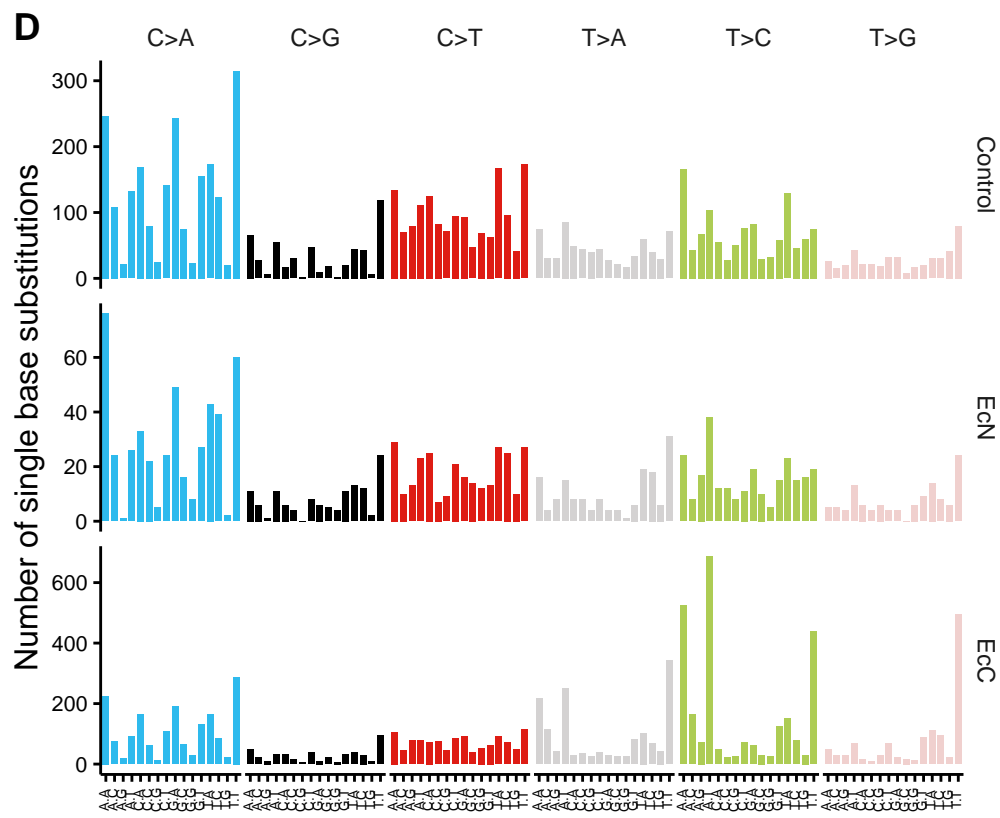 D
C>A C>G C>T T>A T>C T>G
Number of single base substitutions
300
200
100
0
Control
60
40
20
0
EcN
600
400
200
0
EcC
A.A A.C A.G A.T C.A C.C C.G C.T G.A G.C G.G G.T T.A T.C T.G T.T A.A A.C A.G A.T C.A C.C C.G C.T G.A G.C G.G G.T T.A T.C T.G T.T A.A A.C A.G A.T C.A C.C C.G C.T G.A G.C G.G G.T T.A T.C T.G T.T A.A A.C A.G A.T C.A C.C C.G C.T G.A G.C G.G G.T T.A T.C T.G T.T A.A A.C A.G A.T C.A C.C C.G C.T G.A G.C G.G G.T T.A T.C T.G T.T A.A A.C A.G A.T C.A C.C C.G C.T G.A G.C G.G G.T T.A T.C T.G T.T